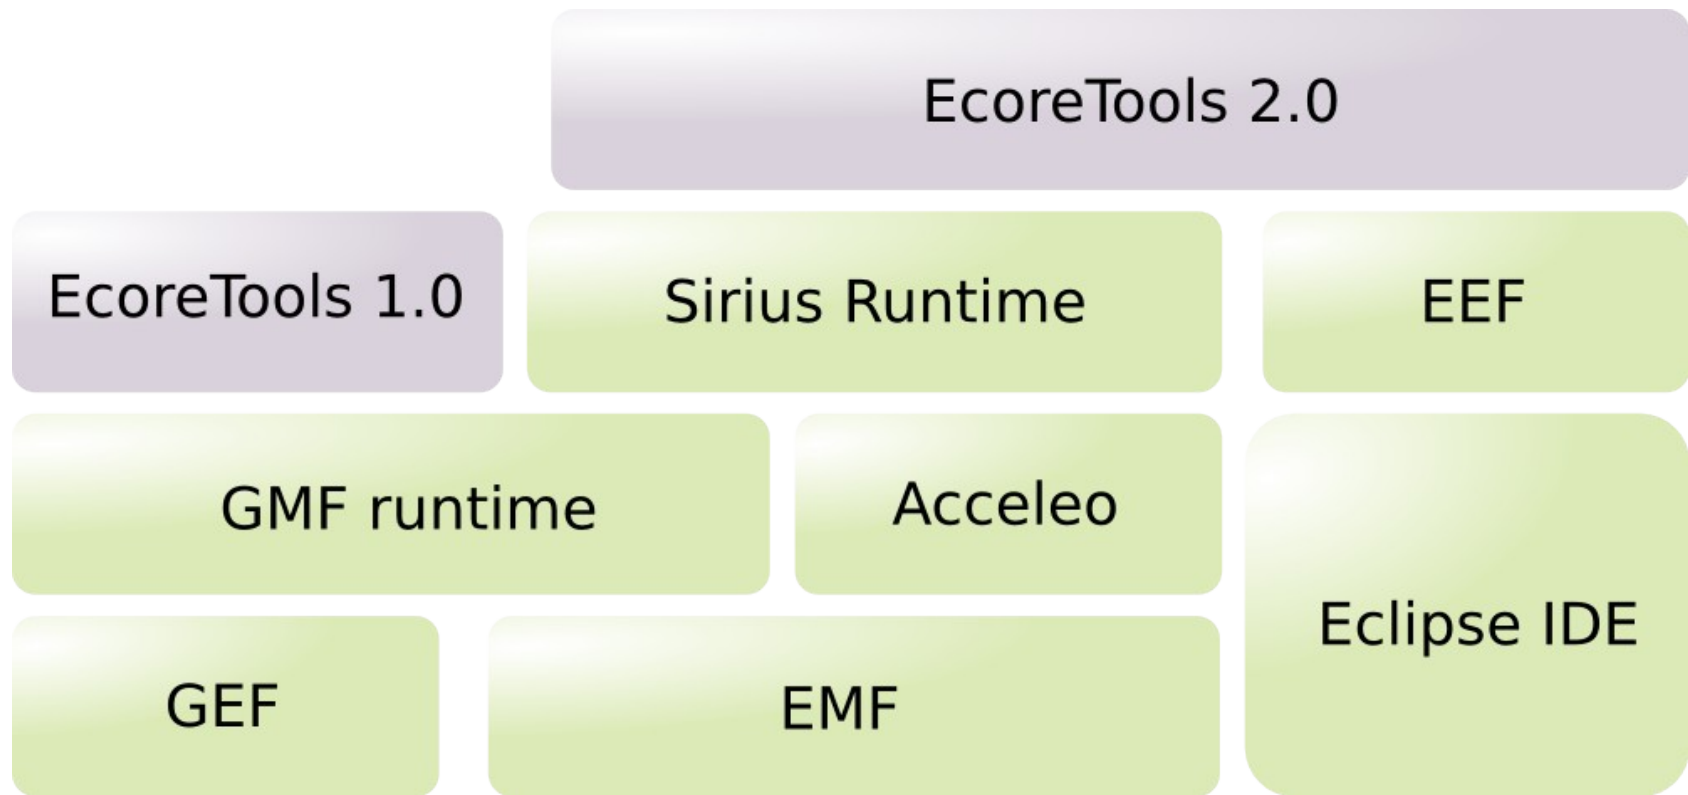 EcoreTools 2.0
EcoreTools 1.0
Sirius Runtime
EEF
GMF runtime
Acceleo
Eclipse IDE
GEF
EMF